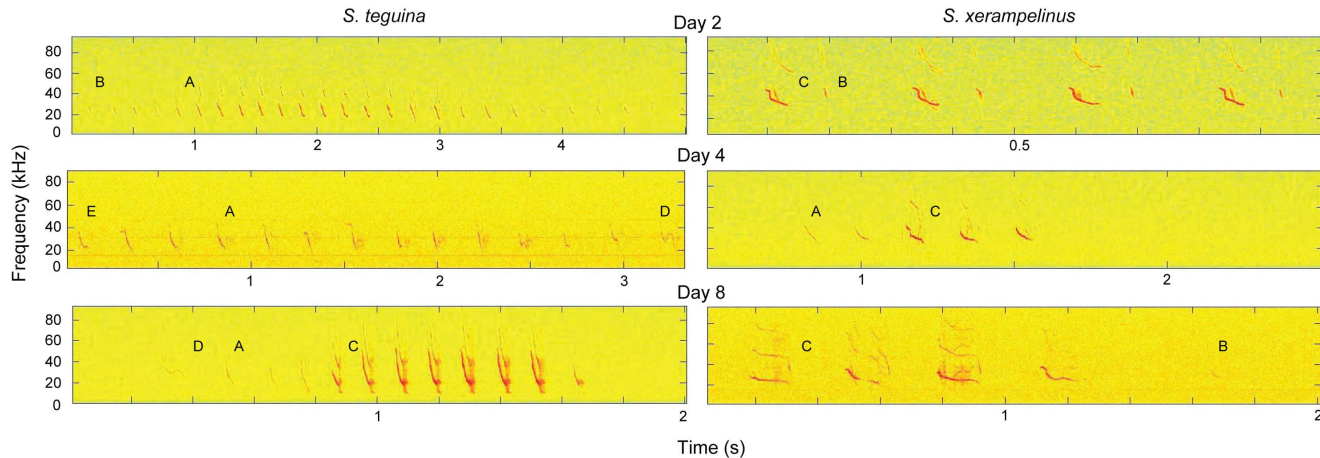 S. teguina
S. xerampelinus
Day 2
80
60
40
20
0
B
A
C
B
1
2
3
4
0.5
Day 4
80
60
40
20
0
E
A
D
A
C
1
2
3
1
2
Day 8
80
60
40
20
0
D
A
C
C
B
1
2
1
2
Frequency (kHz)
Time (s)